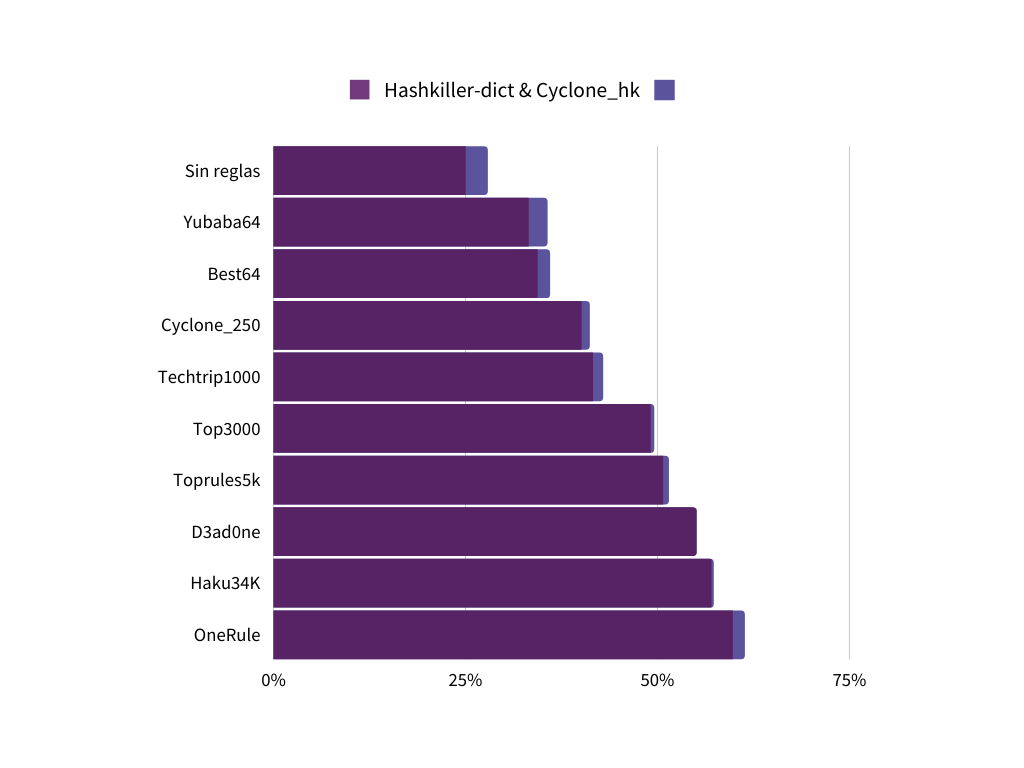 Hashkiller-dict & Cyclone_hk
Sin reglas
Yubaba64
Best64
Cyclone_250
Techtrip1000
Top3000
Toprules5k
D3ad0ne
Haku34K
OneRule
0% 25% 50% 75%